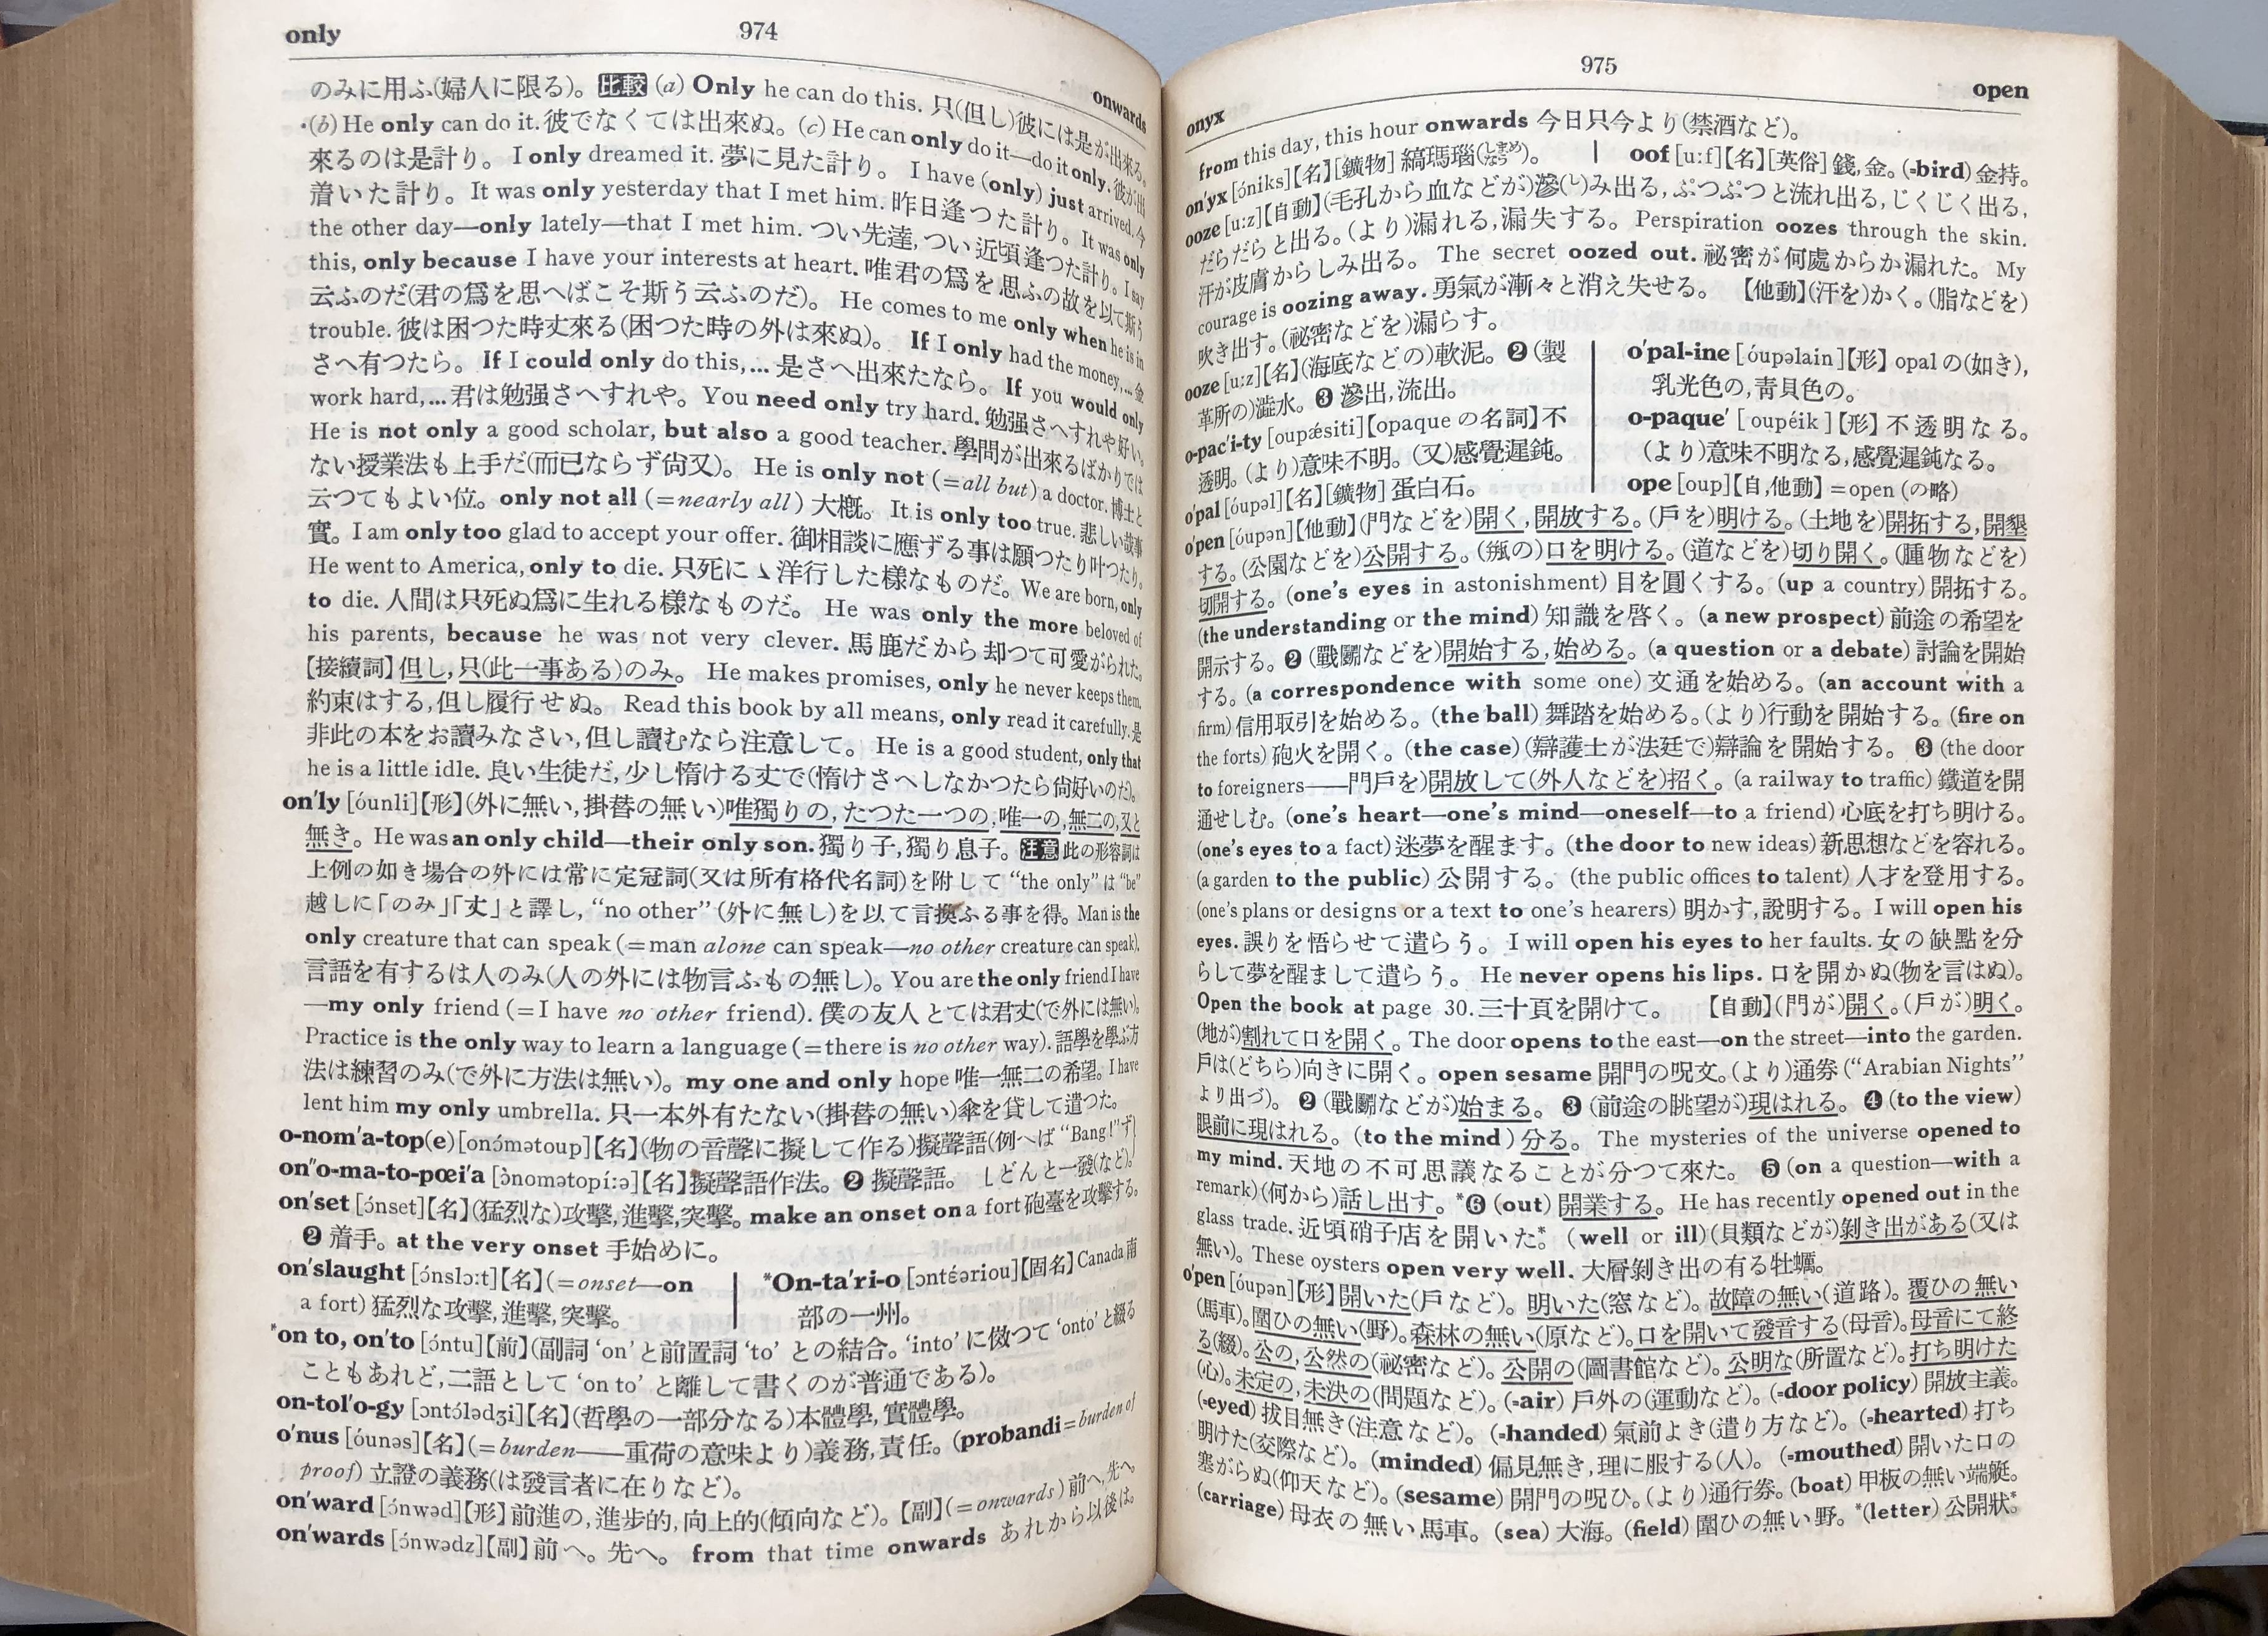 only
974
onwards
のみに用ふ(婦人に限る)。比較 (a) Only he can do this. 只(但し)彼には是が出來る。
(b) He only can do it. 彼でなくては出來ぬ。(c) He can only do it—do it only. 彼が出
來るのは是計り。 I only dreamed it. 夢に見た計り。 I have (only) just arrived. 今
着いた計り。 It was only yesterday that I met him. 昨日逢つた計り。 It was only
the other day—only lately—that I met him. つい先達, つい近頃逢つた計り。I say
this, only because I have your interests at heart. 唯君の爲を思ふの故を以て斯う
云ふのだ(君の爲を思へばこそ斯う云ふのだ)。 He comes to me only when he is in
trouble. 彼は困つた時丈來る(困つた時の外は來ぬ)。 If I only had the money,... 金
さへ有つたら。 If I could only do this,... 是さへ出來たなら。 If you would only
work hard,... 君は勉强さへすれや。 You need only try hard. 勉强さへすれや好い。
He is not only a good scholar, but also a good teacher. 學問が出來るばかりでは
ない授業法も上手だ(而已ならず尙又)。 He is only not (=all but) a doctor. 博士と
云つてもよい位。 only not all (=nearly all) 大槪。 It is only too true. 悲しい哉事
實。 I am only too glad to accept your offer. 御相談に應ずる事は願つたり叶つたり。
He went to America, only to die. 只死にゝ洋行した樣なものだ。 We are born, only
to die. 人間は只死ぬ爲に生れる樣なものだ。 He was only the more beloved of
his parents, because he was not very clever. 馬鹿だから却つて可愛がられた。
【接續詞】但し, 只(此一事ある)のみ。 He makes promises, only he never keeps them.
約束はする, 但し履行せぬ。 Read this book by all means, only read it carefully. 是
非此の本をお讀みなさい, 但し讀むなら注意して。 He is a good student, only that
he is a little idle. 良い生徒だ, 少し惰ける丈で(惰けさへしなかつたら尙好いのだ)。
on'ly [óunli]【形】(外に無い, 掛替の無い)唯獨りの, たつた一つの, 唯一の, 無二の, 又と
無き。 He was an only child—their only son. 獨り子, 獨り息子。 注意 此の形容詞は
上例の如き場合の外には常に定冠詞(又は所有格代名詞)を附して “the only” は “be”
越しに「のみ」「丈」と譯し, “no other” (外に無し)を以て言換ふる事を得。 Man is the
only creature that can speak (=man alone can speak—no other creature can speak).
言語を有するは人のみ(人の外には物言ふもの無し)。 You are the only friend I have
—my only friend (=I have no other friend). 僕の友人とては君丈(で外には無い)。
Practice is the only way to learn a language (=there is no other way). 語學を學ぶ方
法は練習のみ(で外に方法は無い)。 my one and only hope 唯一無二の希望。 I have
lent him my only umbrella. 只一本外有たない(掛替の無い)傘を貸して遣つた。
o-nom'a-top(e) [onɔ́mətoup]【名】(物の音聲に擬して作る)擬聲語(例へば “Bang!” ず
on''o-ma-to-pœi'a [ɔ̀nomətopí:ə]【名】擬聲語作法。 ❷ 擬聲語。 しどんと一發(など)。
on'set [ɔ́nset]【名】(猛烈な)攻擊, 進擊, 突擊。 make an onset on a fort 砲臺を攻擊する。
❷ 着手。 at the very onset 手始めに。
on'slaught [ɔ́nslɔ:t]【名】(=onset—on
a fort) 猛烈な攻擊, 進擊, 突擊。
*On-ta'ri-o [ɔntɛ́əriou]【固名】Canada 南
部の一州。
*on to, on'to [ɔ́ntu]【前】(副詞 ‘on’ と前置詞 ‘to’ との結合。‘into’ に倣つて ‘onto’ と綴る
こともあれど, 二語として ‘on to’ と離して書くのが普通である)。
on-tol'o-gy [ɔntɔ́lədʒi]【名】(哲學の一部分なる)本體學, 實體學。
o'nus [óunəs]【名】(=burden——重荷の意味より)義務, 責任。 (probandi=burden of
proof) 立證の義務(は發言者に在りなど)。
on'ward [ɔ́nwəd]【形】前進の, 進步的, 向上的(傾向など)。【副】(=onwards) 前へ, 先へ。
on'wards [ɔ́nwədz]【副】前へ。先へ。 from that time onwards あれから以後は。
onyx
975
open
from this day, this hour onwards 今日只今より(禁酒など)。
on'yx [óniks]【名】[鑛物] 縞瑪瑙(しまめなう)。
oof [u:f]【名】[英俗] 錢, 金。 (-bird) 金持。
ooze [u:z]【自動】(毛孔から血などが)滲(し)み出る, ぷつぷつと流れ出る, じくじく出る,
だらだらと出る。(より)漏れる, 漏失する。 Perspiration oozes through the skin.
汗が皮膚からしみ出る。 The secret oozed out. 祕密が何處からか漏れた。 My
courage is oozing away. 勇氣が漸々と消え失せる。 【他動】(汗を)かく。(脂などを)
吹き出す。(祕密などを)漏らす。
ooze [u:z]【名】(海底などの)軟泥。❷ (製
革所の)澁水。❸ 滲出, 流出。
o-pac'i-ty [oupǽsiti]【opaque の名詞】不
透明。(より)意味不明。(又)感覺遲鈍。
o'pal [óupəl]【名】[鑛物] 蛋白石。
o'pal-ine [óupəlain]【形】opal の(如き),
乳光色の, 靑貝色の。
o-paque' [oupéik]【形】不透明なる。
(より)意味不明なる, 感覺遲鈍なる。
ope [oup]【自, 他動】=open (の略)
o'pen [óupən]【他動】(門などを)開く, 開放する。(戶を)明ける。(土地を)開拓する, 開墾
する。(公園などを)公開する。(瓶の)口を明ける。(道などを)切り開く。(腫物などを)
切開する。 (one's eyes in astonishment) 目を圓くする。 (up a country) 開拓する。
(the understanding or the mind) 知識を啓く。 (a new prospect) 前途の希望を
開示する。❷ (戰鬪などを)開始する, 始める。 (a question or a debate) 討論を開始
する。 (a correspondence with some one) 文通を始める。 (an account with a
firm) 信用取引を始める。 (the ball) 舞踏を始める。(より)行動を開始する。 (fire on
the forts) 砲火を開く。 (the case) (辯護士が法廷で)辯論を開始する。 ❸ (the door
to foreigners——門戶を)開放して(外人などを)招く。 (a railway to traffic) 鐵道を開
通せしむ。 (one's heart—one's mind—oneself—to a friend) 心底を打ち明ける。
(one's eyes to a fact) 迷夢を醒ます。 (the door to new ideas) 新思想などを容れる。
(a garden to the public) 公開する。 (the public offices to talent) 人才を登用する。
(one's plans or designs or a text to one's hearers) 明かす, 說明する。 I will open his
eyes. 誤りを悟らせて遣らう。 I will open his eyes to her faults. 女の缺點を分
らして夢を醒まして遣らう。 He never opens his lips. 口を開かぬ(物を言はぬ)。
Open the book at page 30. 三十頁を開けて。 【自動】(門が)開く。(戶が)明く。
(地が)割れて口を開く。 The door opens to the east—on the street—into the garden.
戶は(どちら)向きに開く。 open sesame 開門の呪文。(より)通券 (“Arabian Nights”
より出づ)。 ❷ (戰鬪などが)始まる。 ❸ (前途の眺望が)現はれる。 ❹ (to the view)
眼前に現はれる。 (to the mind) 分る。 The mysteries of the universe opened to
my mind. 天地の不可思議なることが分つて來た。 ❺ (on a question—with a
remark) (何から)話し出す。 *❻ (out) 開業する。 He has recently opened out in the
glass trade. 近頃硝子店を開いた*。 (well or ill) (貝類などが)剝き出がある(又は
無い)。 These oysters open very well. 大層剝き出の有る牡蠣。
o'pen [óupən]【形】開いた(戶など)。明いた(窓など)。故障の無い(道路)。覆ひの無い
(馬車)。圍ひの無い(野)。森林の無い(原など)。口を開いて發音する(母音)。母音にて終
る(綴)。公の, 公然の(祕密など)。公開の(圖書館など)。公明な(所置など)。打ち明けた
(心)。未定の, 未決の(問題など)。 (-air) 戶外の(運動など)。 (-door policy) 開放主義。
(-eyed) 拔目無き(注意など)。 (-handed) 氣前よき(遣り方など)。 (-hearted) 打ち
明けた(交際など)。 (minded) 偏見無き, 理に服する(人)。 (-mouthed) 開いた口の
塞がらぬ(仰天など)。 (sesame) 開門の呪ひ。(より)通行券。 (boat) 甲板の無い端艇。
(carriage) 母衣の無い馬車。 (sea) 大海。 (field) 圍ひの無い野。 *(letter) 公開狀*。